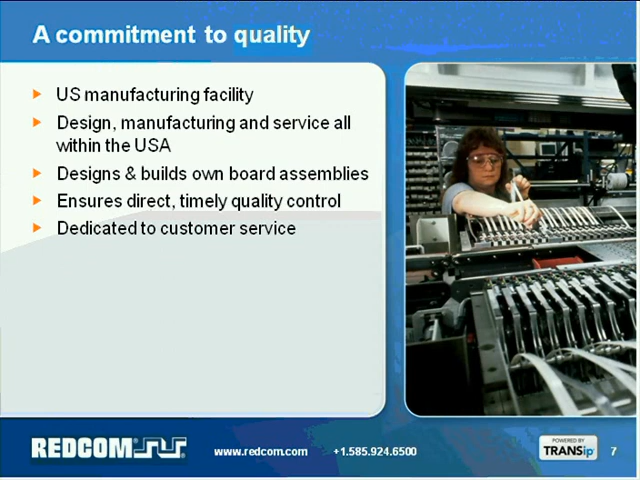 A commitment to quality
US manufacturing facility
Design, manufacturing and service all
within the USA
Designs & builds own board assemblies
Ensures direct, timely quality control
Dedicated to customer service
REDCOM
www.redcom.com
+1.585.924.6500
POWERED BY
TRANSip
7